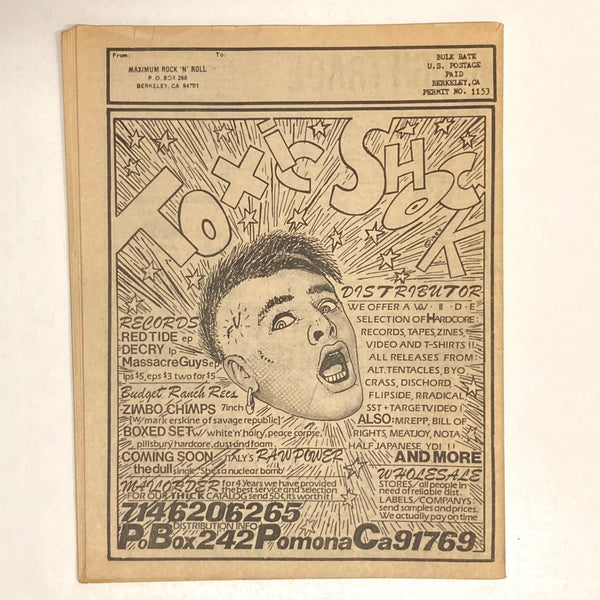 From:
To:
MAXIMUM ROCK 'N' ROLL
P. O. BOX 288
BERKELEY, CA 94701
BULK RATE
U.S. POSTAGE
PAID
BERKELEY, CA
PERMIT NO. 1153
TOXIC SHOCK
DISTRIBUTOR
WE OFFER A W·I·D·E
SELECTION OF HARDCORE
RECORDS, TAPES, ZINES,
VIDEO AND T-SHIRTS !!
ALL RELEASES FROM:
ALT. TENTACLES, BYO
CRASS, DISCHORD,
FLIPSIDE, RRADICAL,
SST + TARGET VIDEO!
ALSO: MREPP, BILL OF
RIGHTS, MEATJOY, NOTA
HALF JAPANESE, YDI !!
AND MORE
RECORDS
RED TIDE ep
DECRY lp
Massacre Guys ep
lps $5, eps $3 two for $5
Budget Ranch Recs.
ZIMBO CHIMPS 7inch
[w/mark erskine of savage republic]
BOXED SET w/white'n'hairy, peace corpse,
pillsbury hardcore, dust and foam
COMING SOON ITALY'S RAW POWER
the dull single, 'She's a nuclear bomb'
MAILORDER for 4 Years we have provided
the best service and selection
FOR OUR THICK CATALOG send 50¢, its worth it !
WHOLESALE
STORES/all people in
need of reliable dist.
LABELS/COMPANYS
send samples and prices.
We actually pay on time
7146206265
DISTRIBUTION INFO
Po Box 242 Pomona Ca 91769